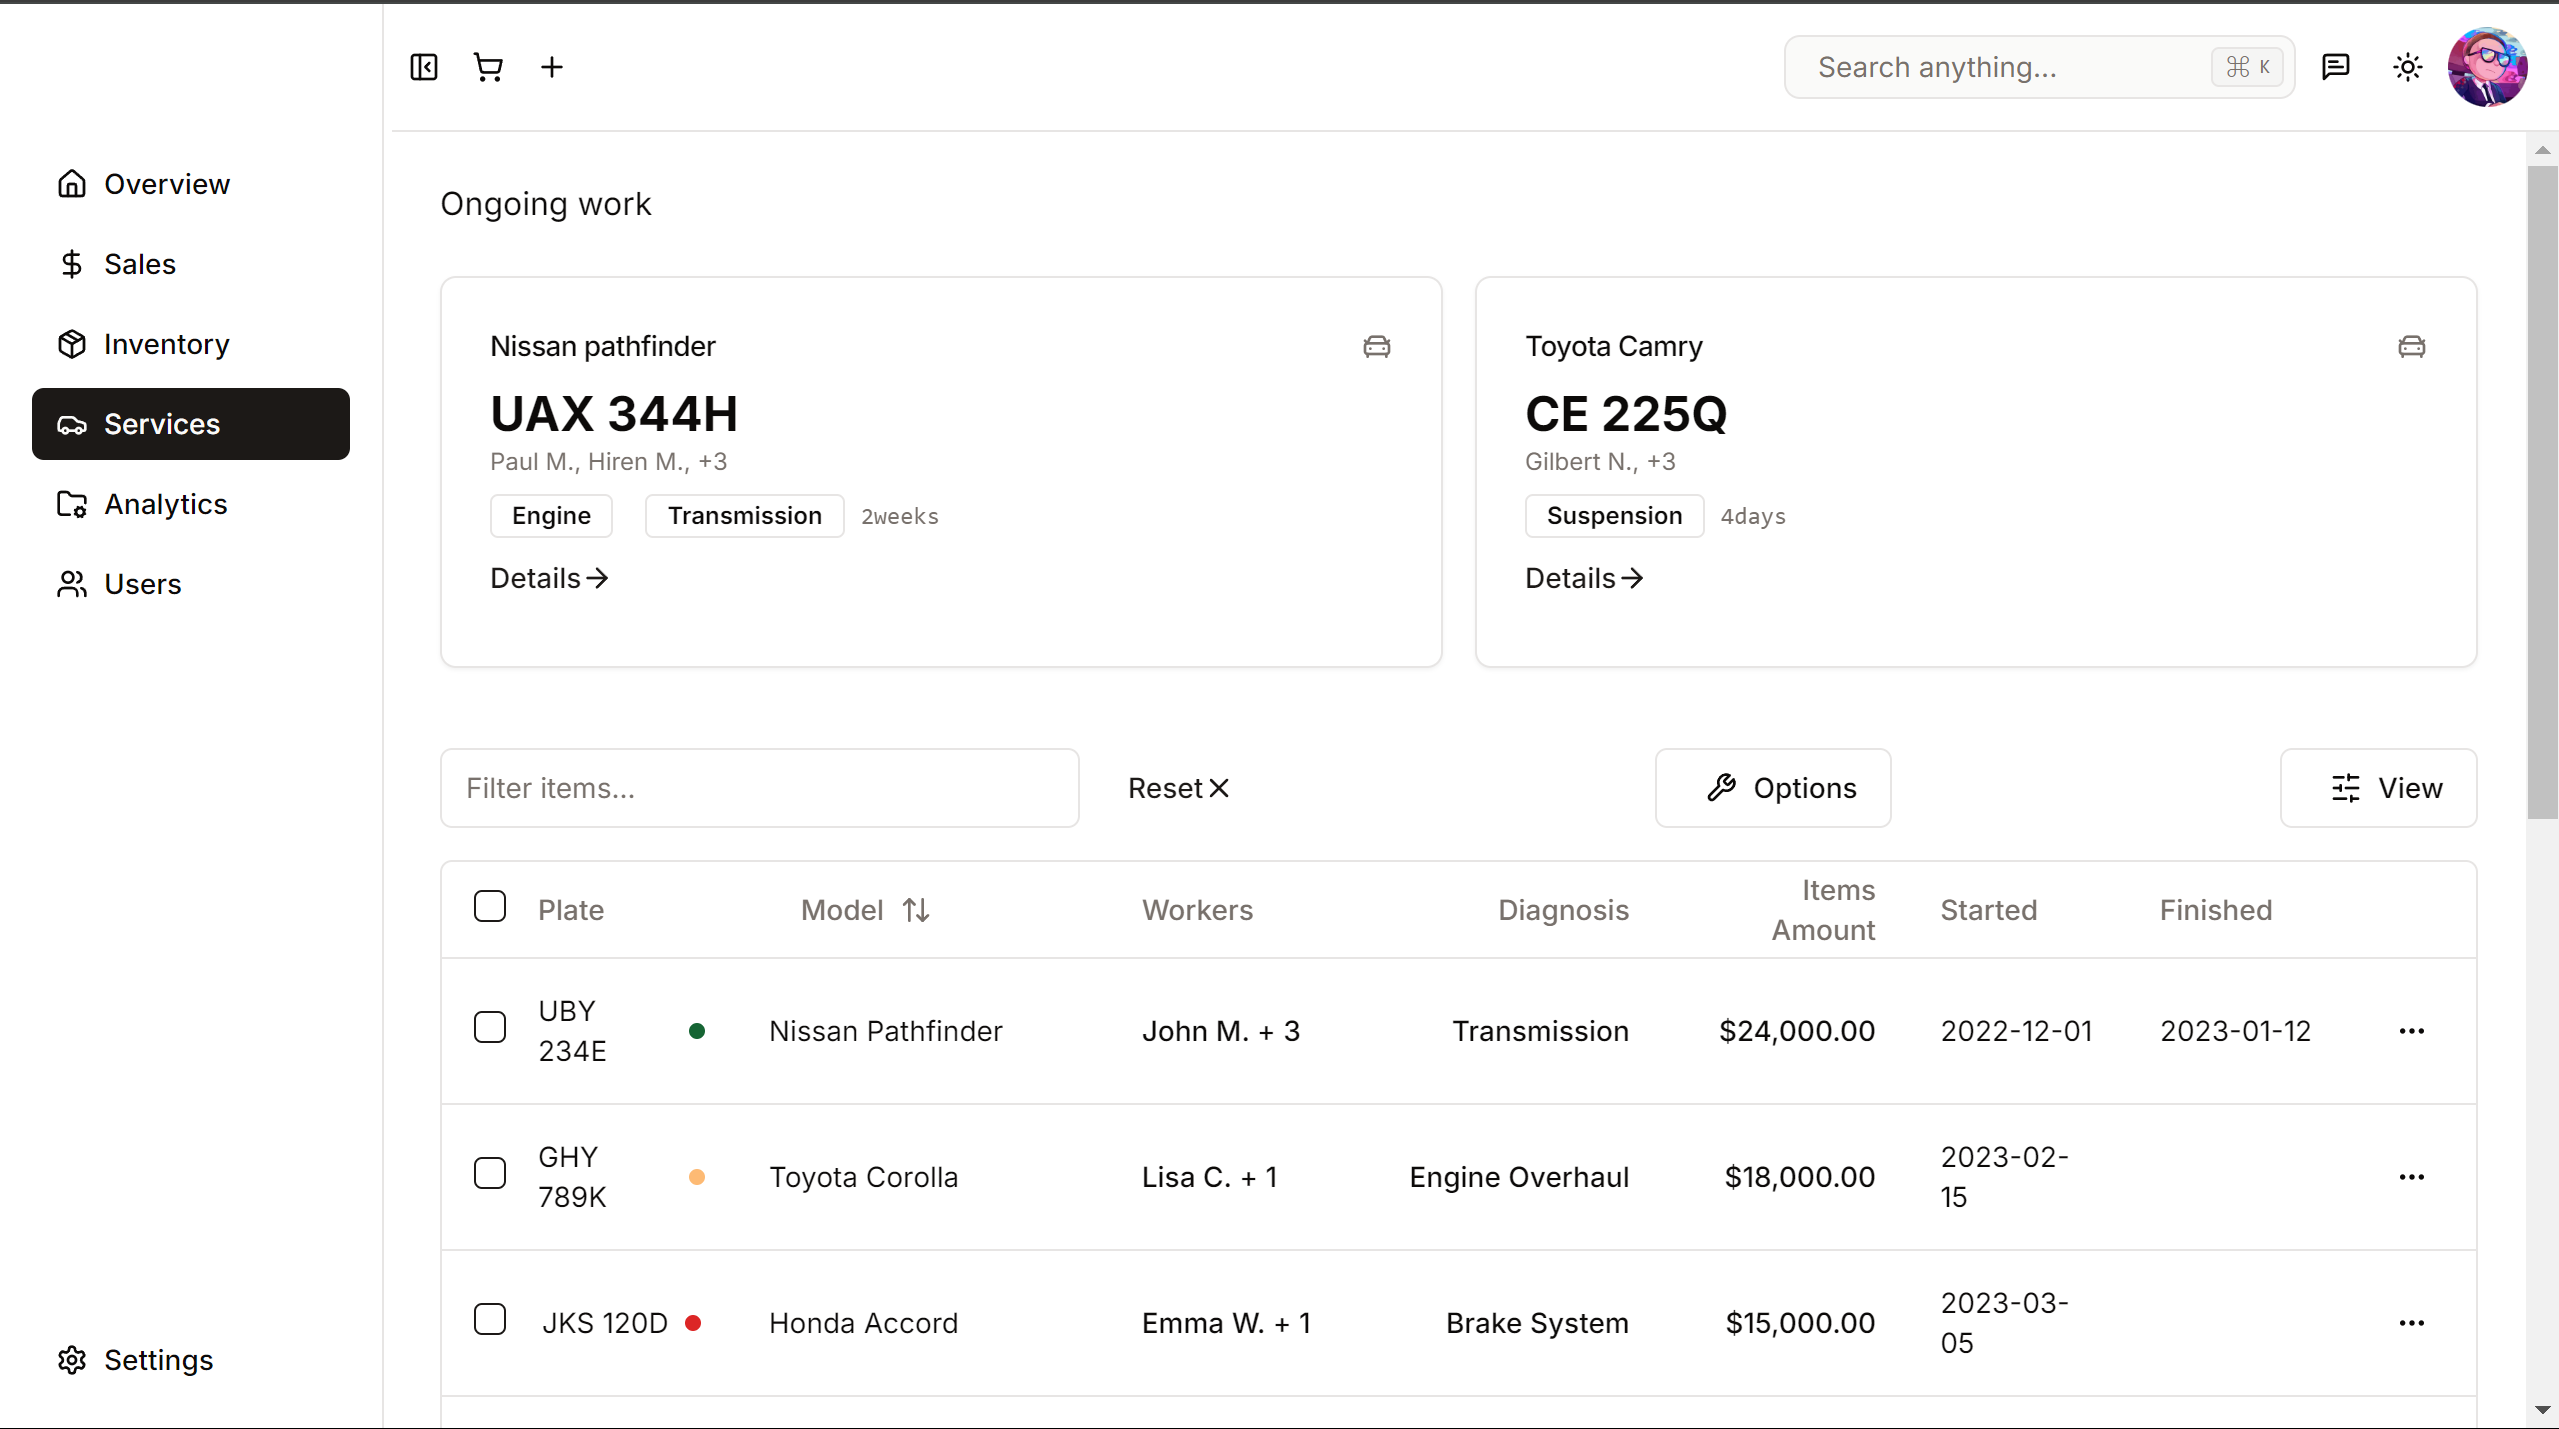 Search anything...
⌘ K
Overview
Sales
Inventory
Services
Analytics
Users
Settings
Ongoing work
Nissan pathfinder
UAX 344H
Paul M., Hiren M., +3
Engine
Transmission
2weeks
Details
Toyota Camry
CE 225Q
Gilbert N., +3
Suspension
4days
Details
Filter items...
Reset
Options
View
Plate
Model
Workers
Diagnosis
Items
Amount
Started
Finished
UBY
234E
Nissan Pathfinder
John M. + 3
Transmission
$24,000.00
2022-12-01
2023-01-12
GHY
789K
Toyota Corolla
Lisa C. + 1
Engine Overhaul
$18,000.00
2023-02-
15
JKS 120D
Honda Accord
Emma W. + 1
Brake System
$15,000.00
2023-03-
05